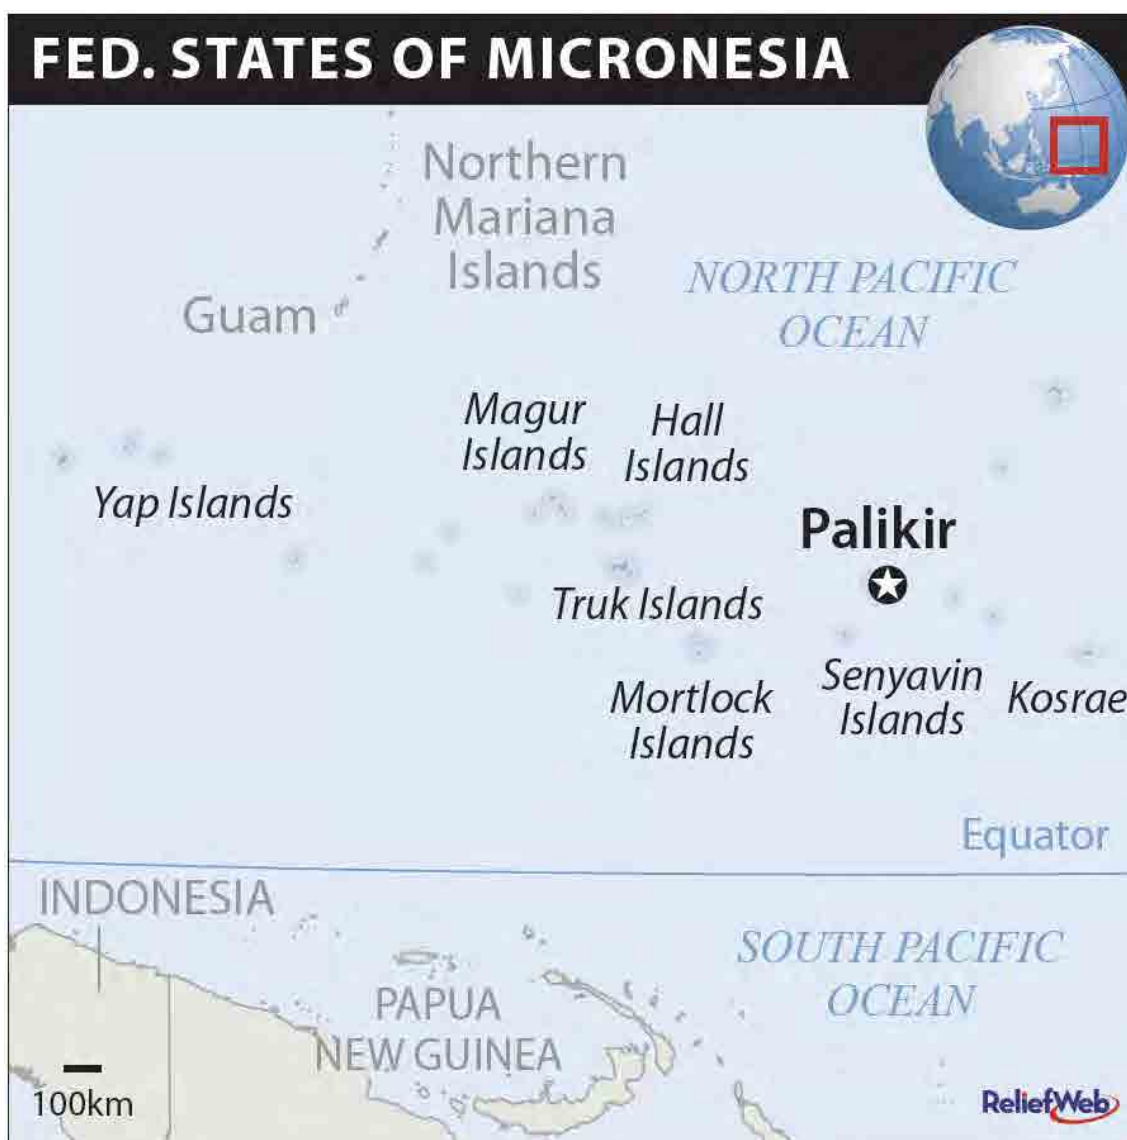 FED. STATES OF MICRONESIA
Northern
Mariana
Islands
Guam
NORTH PACIFIC
OCEAN
Magur
Islands
Hall
Islands
Yap Islands
Palikir
Truk Islands
Mortlock
Islands
Senyavin
Islands
Kosrae
Equator
INDONESIA
SOUTH PACIFIC
OCEAN
PAPUA
NEW GUINEA
100km
ReliefWeb